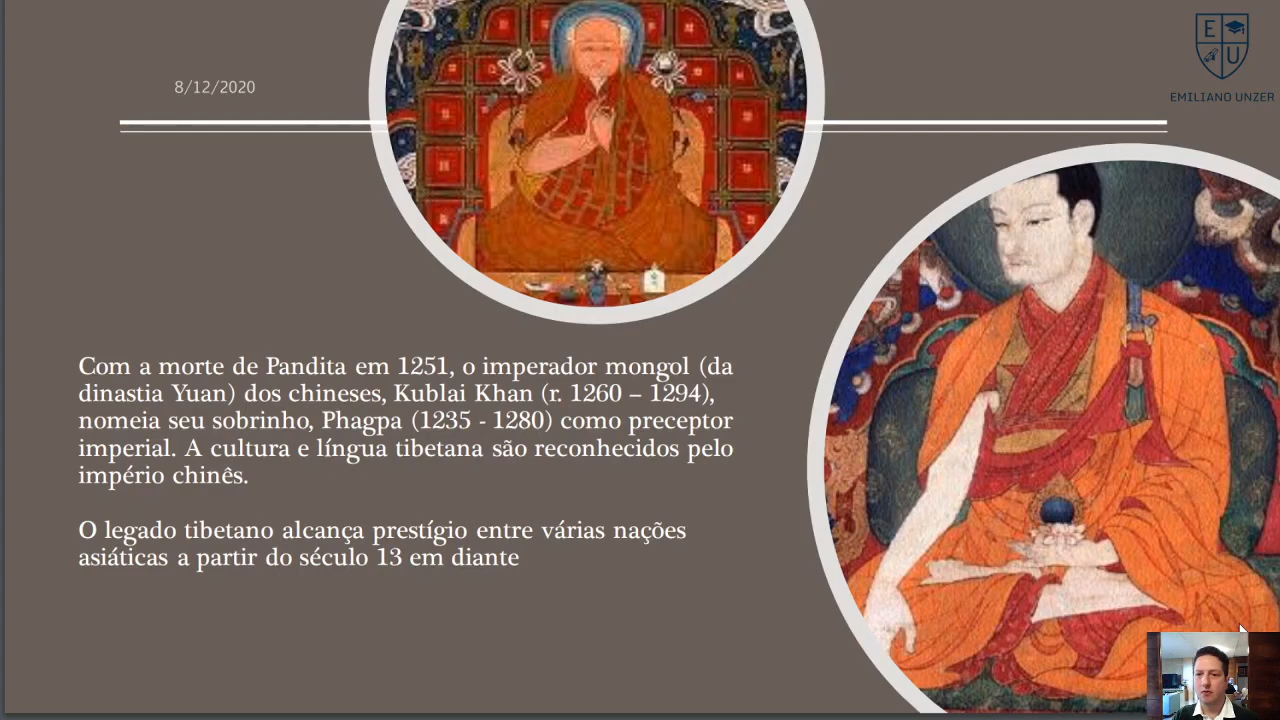 8/12/2020
E U
EMILIANO UNZER
Com a morte de Pandita em 1251, o imperador mongol (da
dinastia Yuan) dos chineses, Kublai Khan (r. 1260 – 1294),
nomeia seu sobrinho, Phagpa (1235 - 1280) como preceptor
imperial. A cultura e língua tibetana são reconhecidos pelo
império chinês.
O legado tibetano alcança prestígio entre várias nações
asiáticas a partir do século 13 em diante